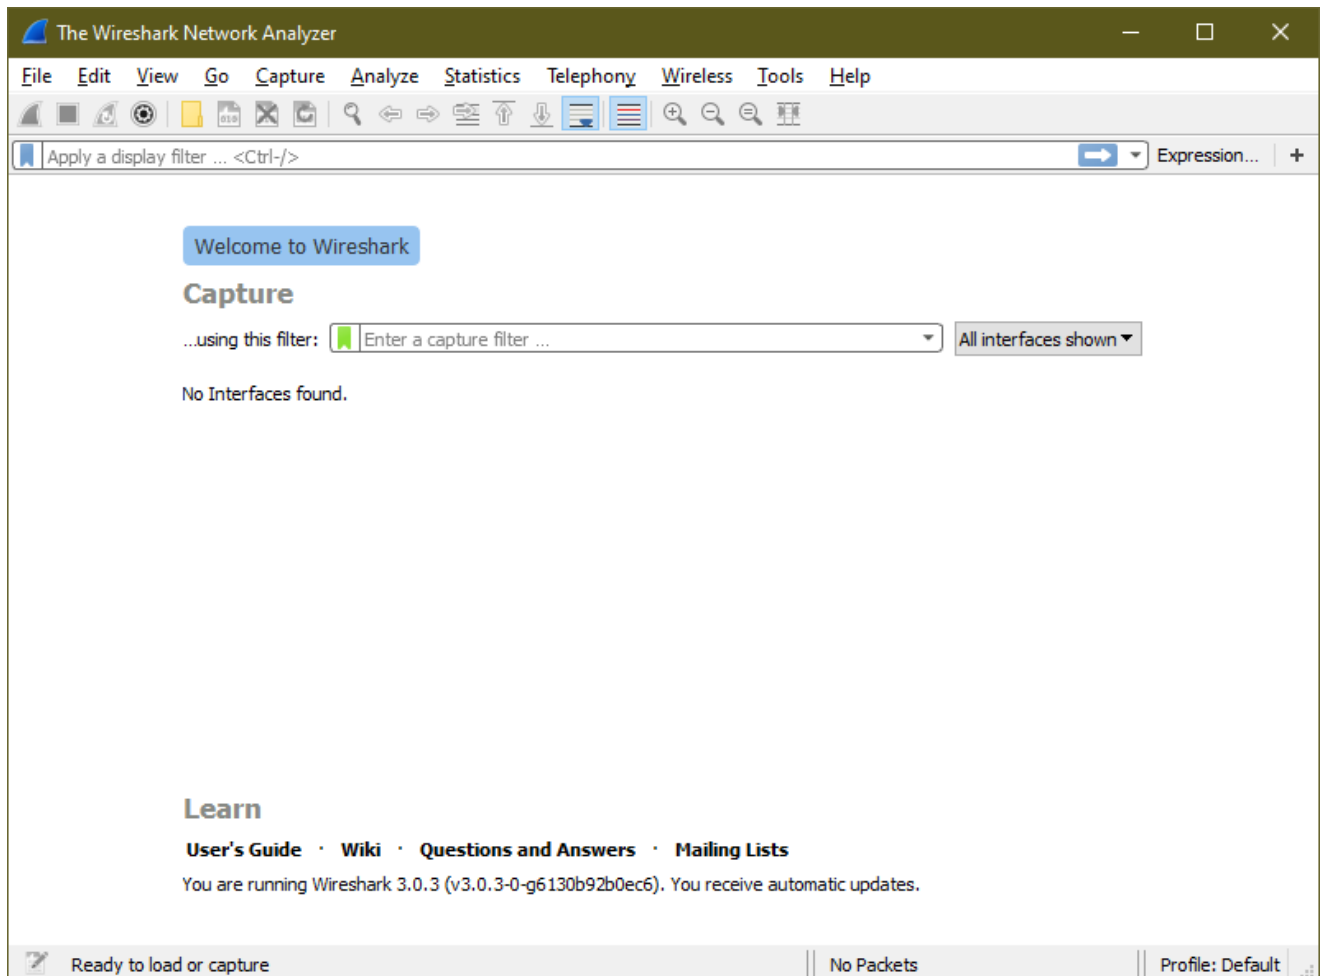 The Wireshark Network Analyzer
File Edit View Go Capture Analyze Statistics Telephony Wireless Tools Help
Apply a display filter ... <Ctrl-/> Expression... +
Welcome to Wireshark
Capture
...using this filter: Enter a capture filter ... All interfaces shown
No Interfaces found.
Learn
User's Guide · Wiki · Questions and Answers · Mailing Lists
You are running Wireshark 3.0.3 (v3.0.3-0-g6130b92b0ec6). You receive automatic updates.
Ready to load or capture No Packets Profile: Default